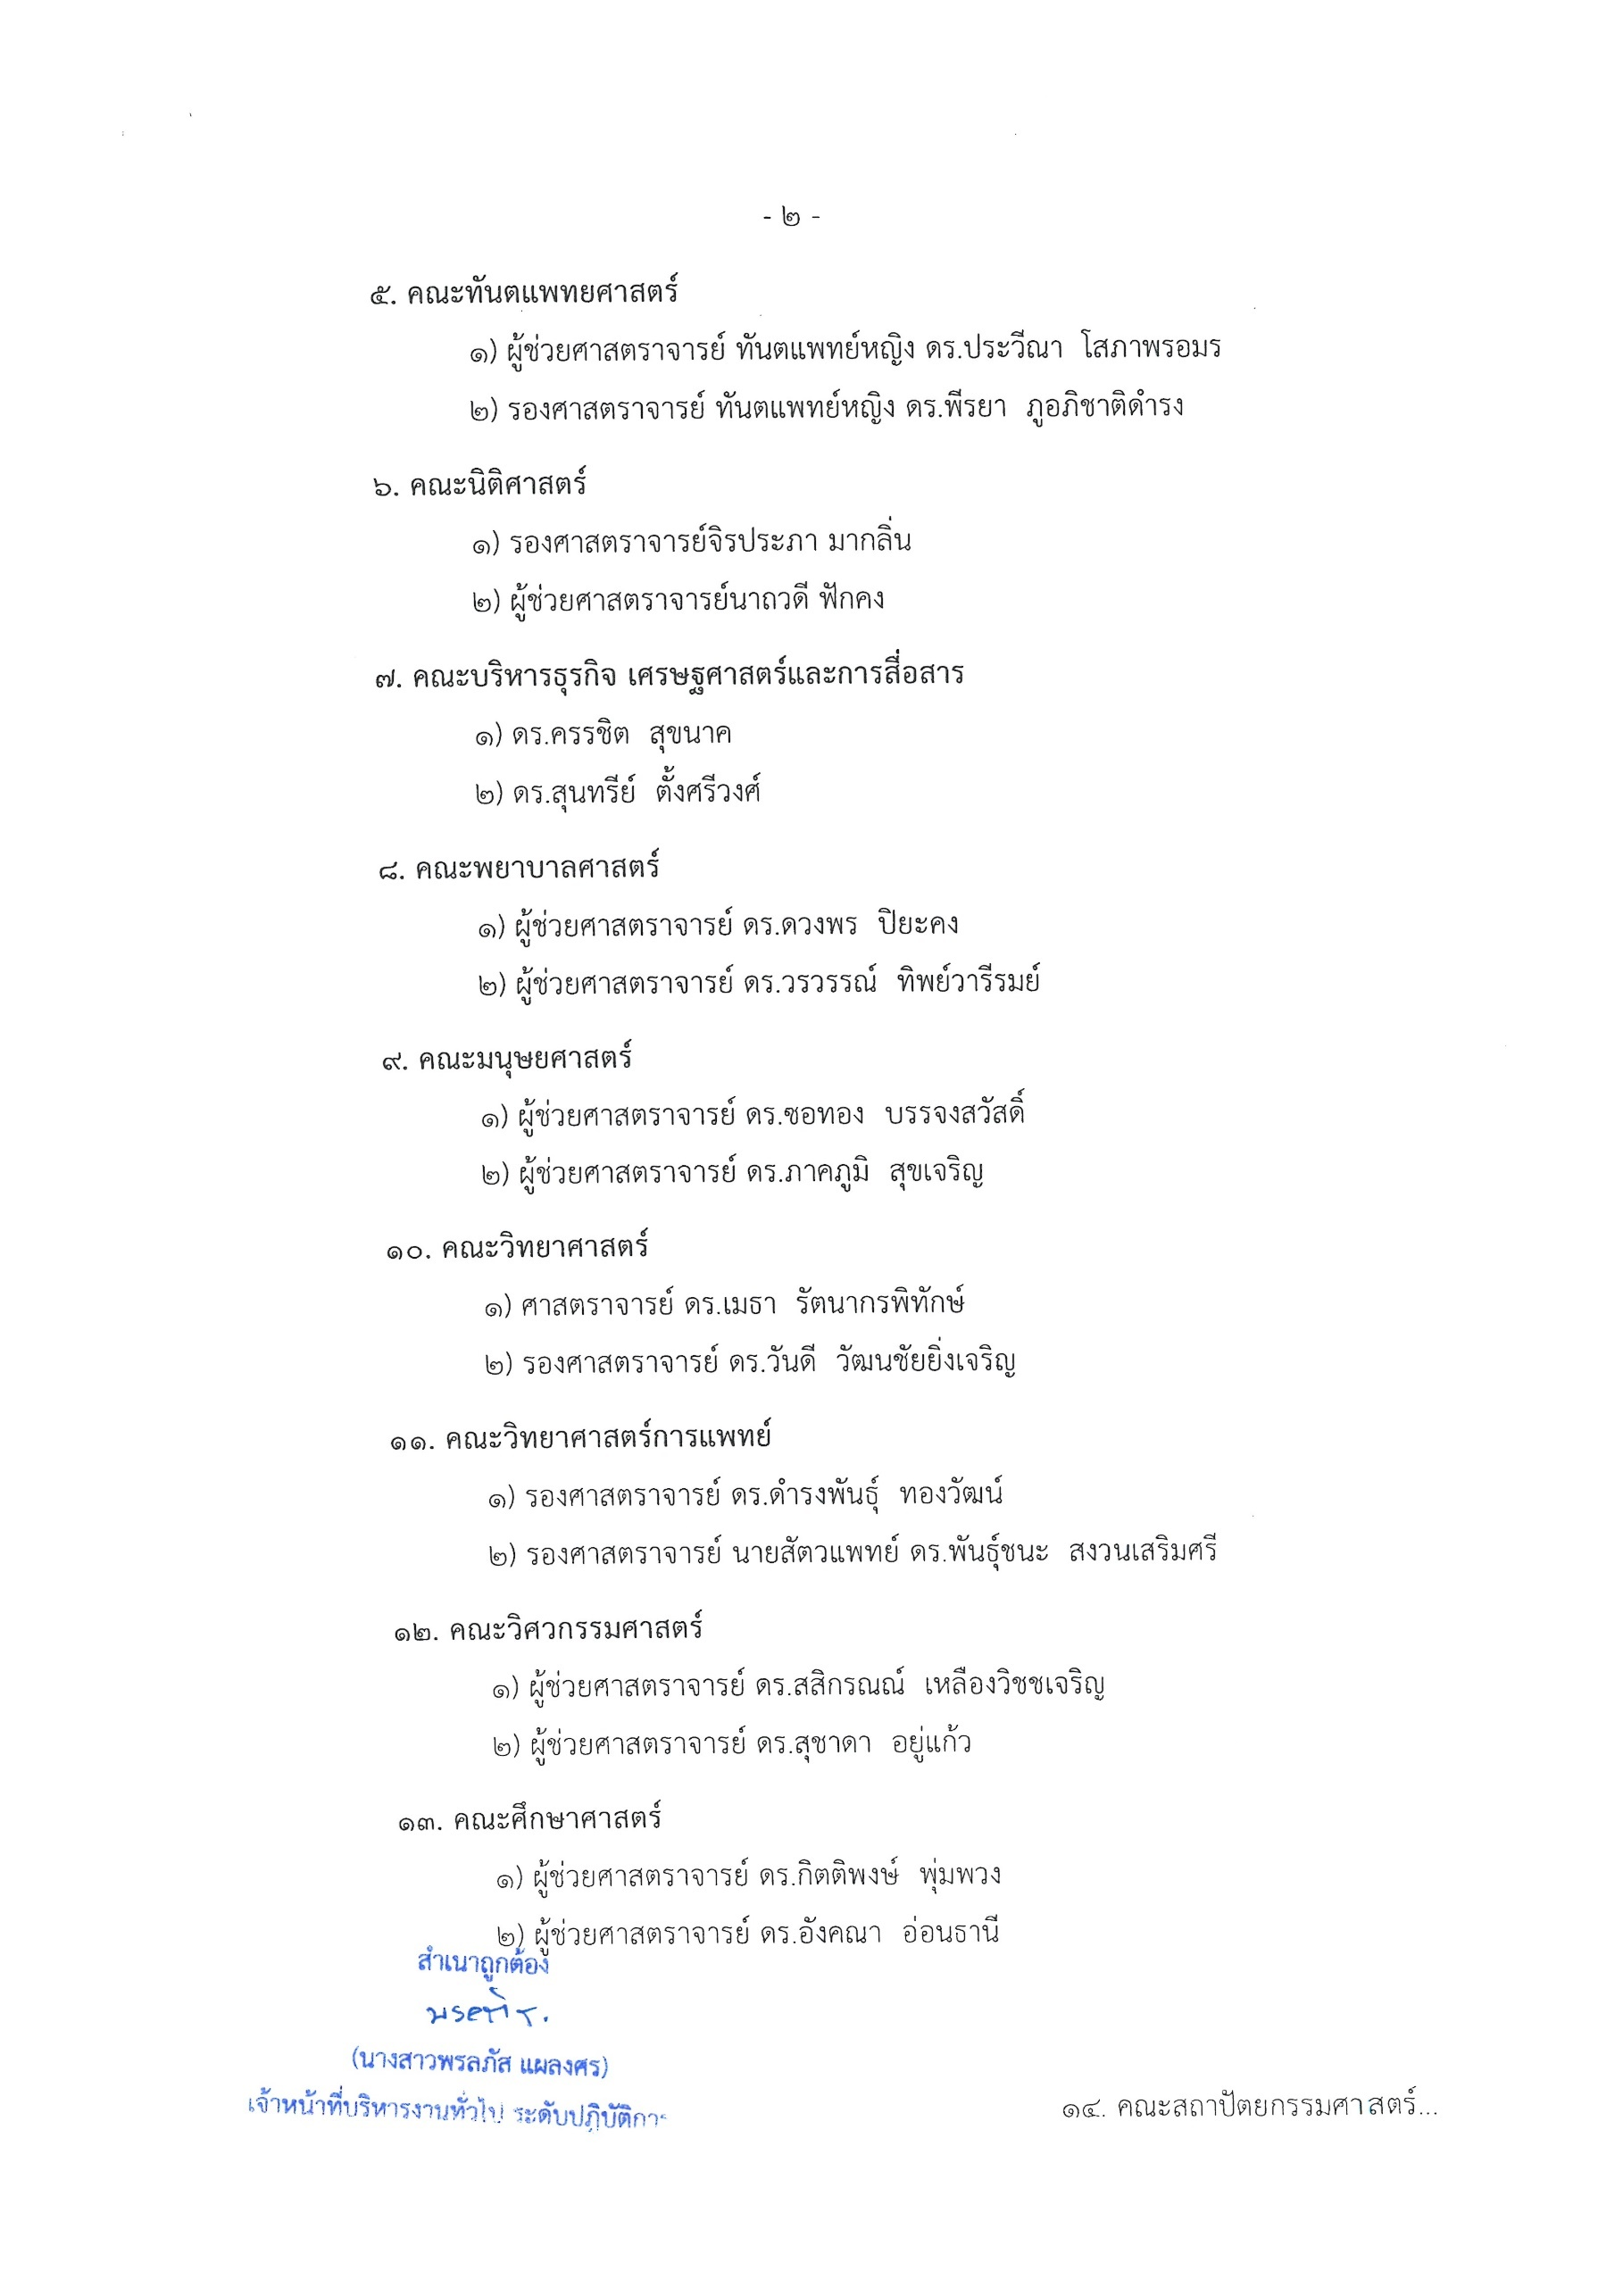 - ๒ -
๕. คณะทันตแพทยศาสตร์
๑) ผู้ช่วยศาสตราจารย์ ทันตแพทย์หญิง ดร.ประวีณา โสภาพรอมร
๒) รองศาสตราจารย์ ทันตแพทย์หญิง ดร.พีรยา ภูอภิชาติดำรง
๖. คณะนิติศาสตร์
๑) รองศาสตราจารย์จิรประภา มากลิ่น
๒) ผู้ช่วยศาสตราจารย์นาถวดี ฟักคง
๗. คณะบริหารธุรกิจ เศรษฐศาสตร์และการสื่อสาร
๑) ดร.ครรชิต สุขนาค
๒) ดร.สุนทรีย์ ตั้งศรีวงศ์
๘. คณะพยาบาลศาสตร์
๑) ผู้ช่วยศาสตราจารย์ ดร.ดวงพร ปิยะคง
๒) ผู้ช่วยศาสตราจารย์ ดร.วรวรรณ์ ทิพย์วารีรมย์
๙. คณะมนุษยศาสตร์
๑) ผู้ช่วยศาสตราจารย์ ดร.ซอทอง บรรจงสวัสดิ์
๒) ผู้ช่วยศาสตราจารย์ ดร.ภาคภูมิ สุขเจริญ
๑๐. คณะวิทยาศาสตร์
๑) ศาสตราจารย์ ดร.เมธา รัตนากรพิทักษ์
๒) รองศาสตราจารย์ ดร.วันดี วัฒนชัยยิ่งเจริญ
๑๑. คณะวิทยาศาสตร์การแพทย์
๑) รองศาสตราจารย์ ดร.ดำรงพันธุ์ ทองวัฒน์
๒) รองศาสตราจารย์ นายสัตวแพทย์ ดร.พันธุ์ชนะ สงวนเสริมศรี
๑๒. คณะวิศวกรรมศาสตร์
๑) ผู้ช่วยศาสตราจารย์ ดร.สสิกรณณ์ เหลืองวิชชเจริญ
๒) ผู้ช่วยศาสตราจารย์ ดร.สุชาดา อยู่แก้ว
๑๓. คณะศึกษาศาสตร์
๑) ผู้ช่วยศาสตราจารย์ ดร.กิตติพงษ์ พุ่มพวง
๒) ผู้ช่วยศาสตราจารย์ ดร.อังคณา อ่อนธานี
สำเนาถูกต้อง
(นางสาวพรลภัส แผลงศร)
เจ้าหน้าที่บริหารงานทั่วไป ระดับปฏิบัติการ
๑๔. คณะสถาปัตยกรรมศาสตร์...